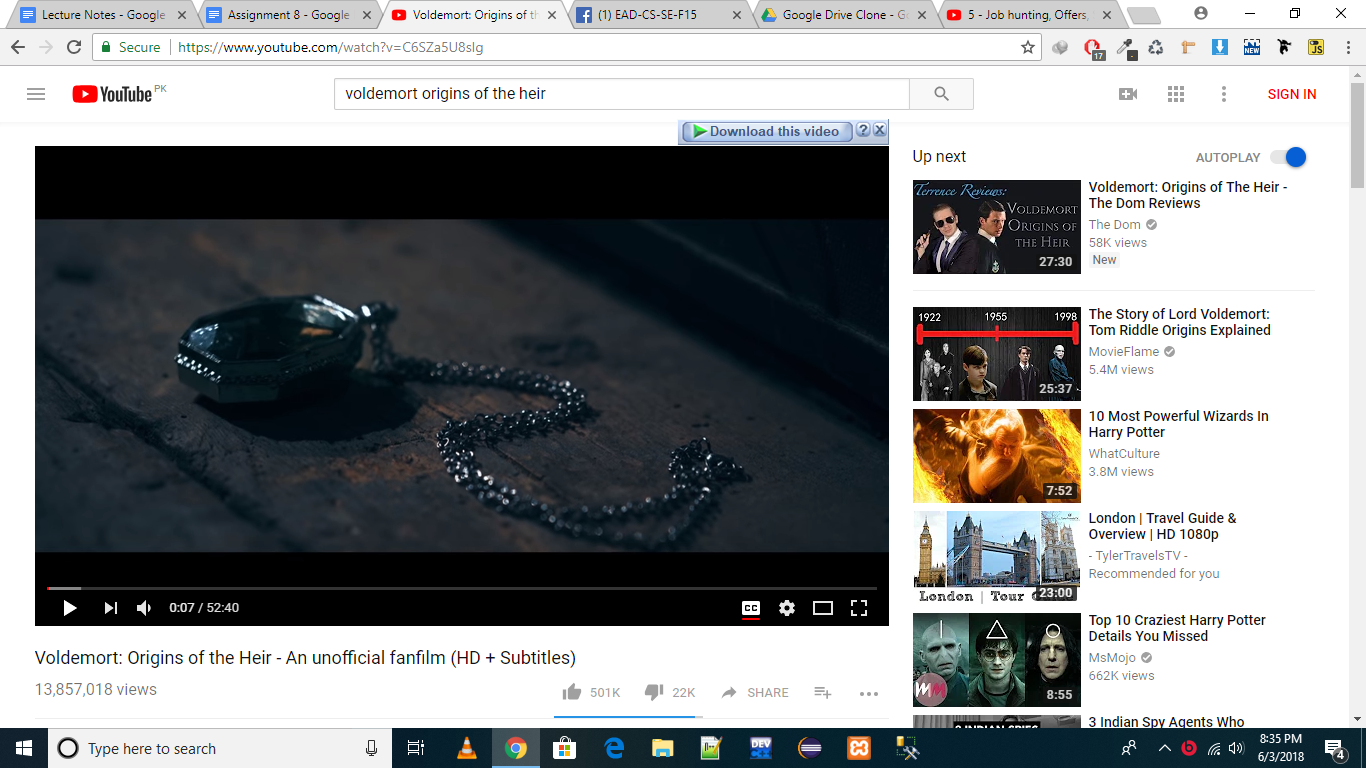 Lecture Notes - Google
Assignment 8 - Google
Voldemort: Origins of th
(1) EAD-CS-SE-F15
Google Drive Clone - G
5 - Job hunting, Offers,
Secure
https://www.youtube.com/watch?v=C6SZa5U8sIg
17
-
NEW
JS
YouTube PK
voldemort origins of the heir
SIGN IN
Download this video
?
X
Up next
AUTOPLAY
Terrence Reviews:
VOLDEMORT
ORIGINS OF
THE HEIR
27:30
Voldemort: Origins of The Heir -
The Dom Reviews
The Dom
58K views
New
1922 1955 1998
25:37
The Story of Lord Voldemort:
Tom Riddle Origins Explained
MovieFlame
5.4M views
7:52
10 Most Powerful Wizards In
Harry Potter
WhatCulture
3.8M views
London | Tour
23:00
London | Travel Guide &
Overview | HD 1080p
- TylerTravelsTV -
Recommended for you
8:55
Top 10 Craziest Harry Potter
Details You Missed
MsMojo
662K views
3 Indian Spy Agents Who
0:07 / 52:40
CC
Voldemort: Origins of the Heir - An unofficial fanfilm (HD + Subtitles)
13,857,018 views
501K
22K
SHARE
Type here to search
DEV
8:35 PM
6/3/2018
4